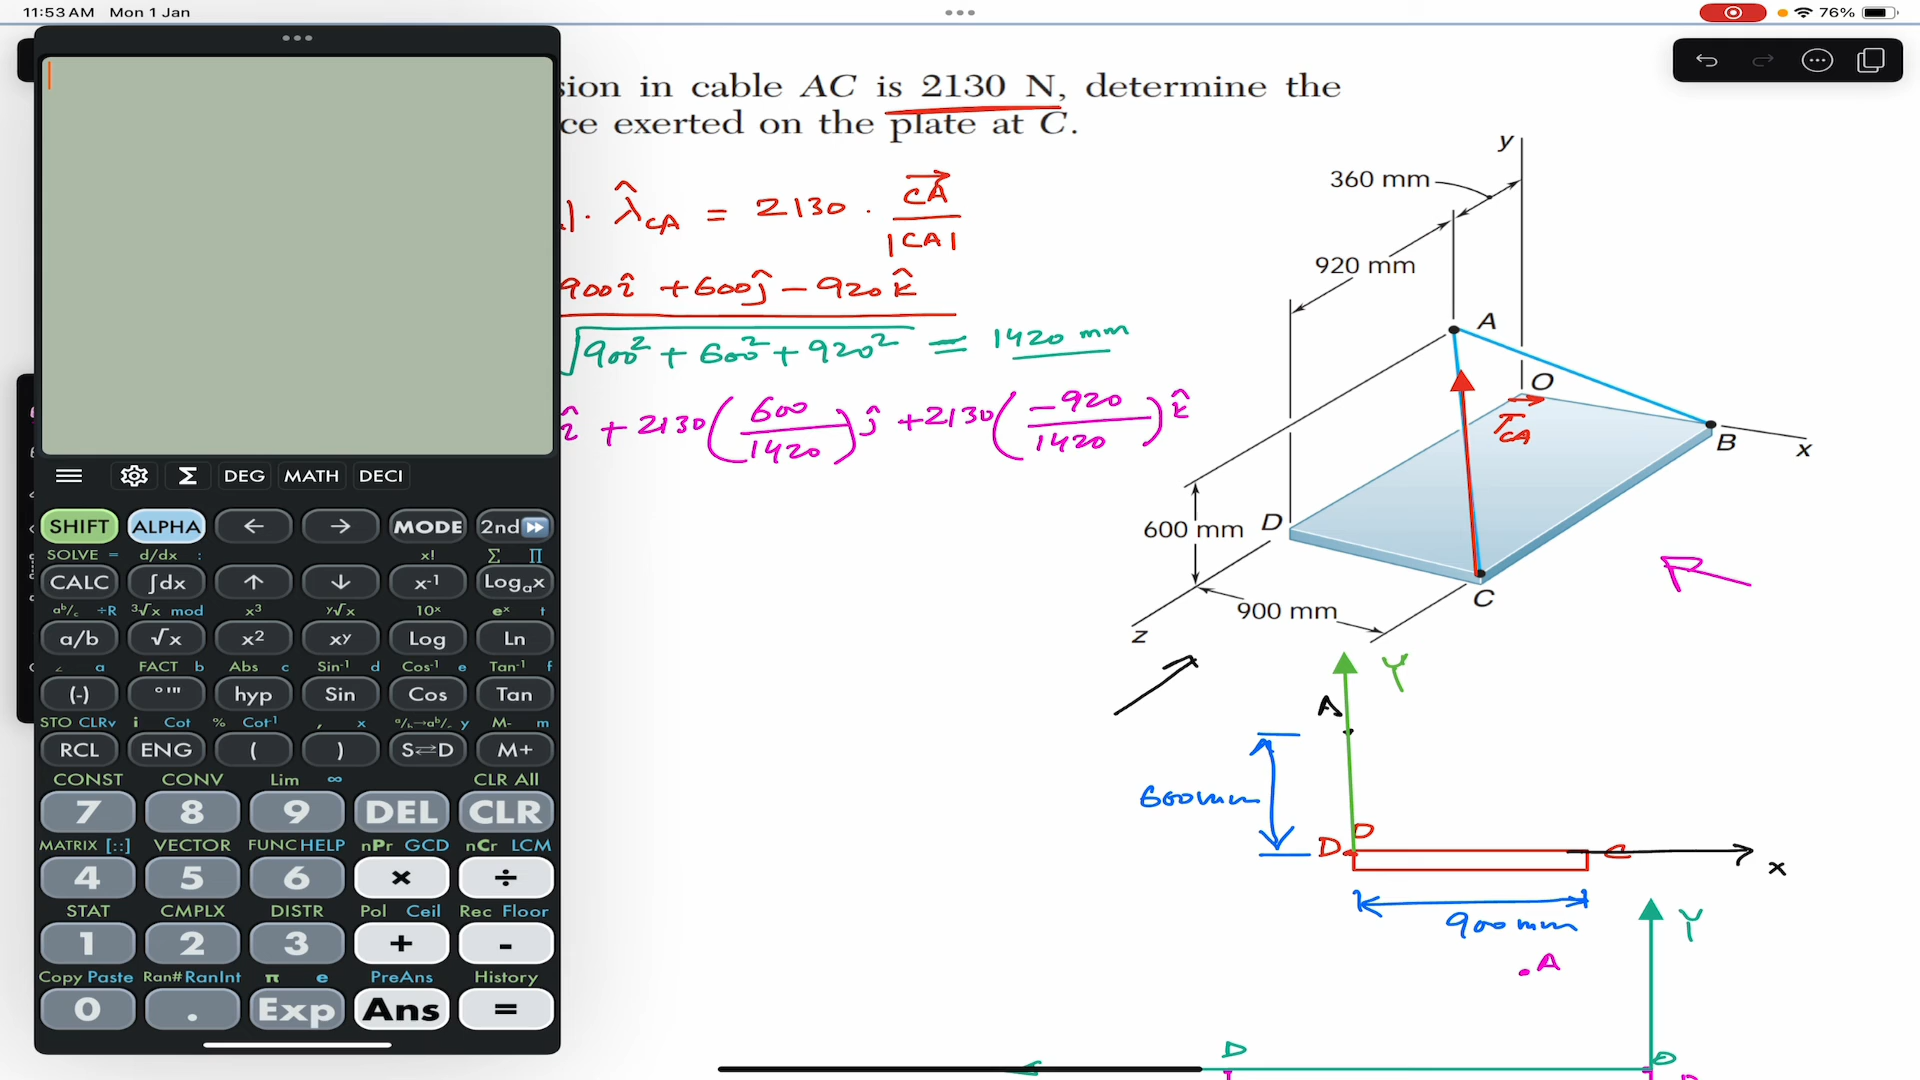 11:53 AM Mon 1 Jan
76%
sion in cable AC is 2130 N, determine the
ce exerted on the plate at C.
. λ̂CA = 2130 . CA / |CA|
900î + 600ĵ − 920k̂
√900² + 600² + 920² = 1420 mm
î + 2130(600/1420)ĵ + 2130(−920/1420)k̂
y
360 mm
920 mm
A
O
TCA
B
x
D
600 mm
900 mm
C
z
Y
A
600mm
D O C
x
900mm
Y
A
D O
DEG MATH DECI
SHIFT ALPHA ← → MODE 2nd
SOLVE = d/dx : x! Σ Π
CALC ∫dx ↑ ↓ x-1 Logax
ab/c ÷R 3√x mod x3 y√x 10x ex t
a/b √x x2 xy Log Ln
∠ a FACT b Abs c Sin-1 d Cos-1 e Tan-1 f
(-) ° ' " hyp Sin Cos Tan
STO CLRv i Cot % Cot-1 , x y M- m
RCL ENG ( ) S⇄D M+
CONST CONV Lim ∞ CLR All
7 8 9 DEL CLR
MATRIX [::] VECTOR FUNC HELP nPr GCD nCr LCM
4 5 6 × ÷
STAT CMPLX DISTR Pol Ceil Rec Floor
1 2 3 + -
Copy Paste Ran# RanInt π e PreAns History
0 . Exp Ans =